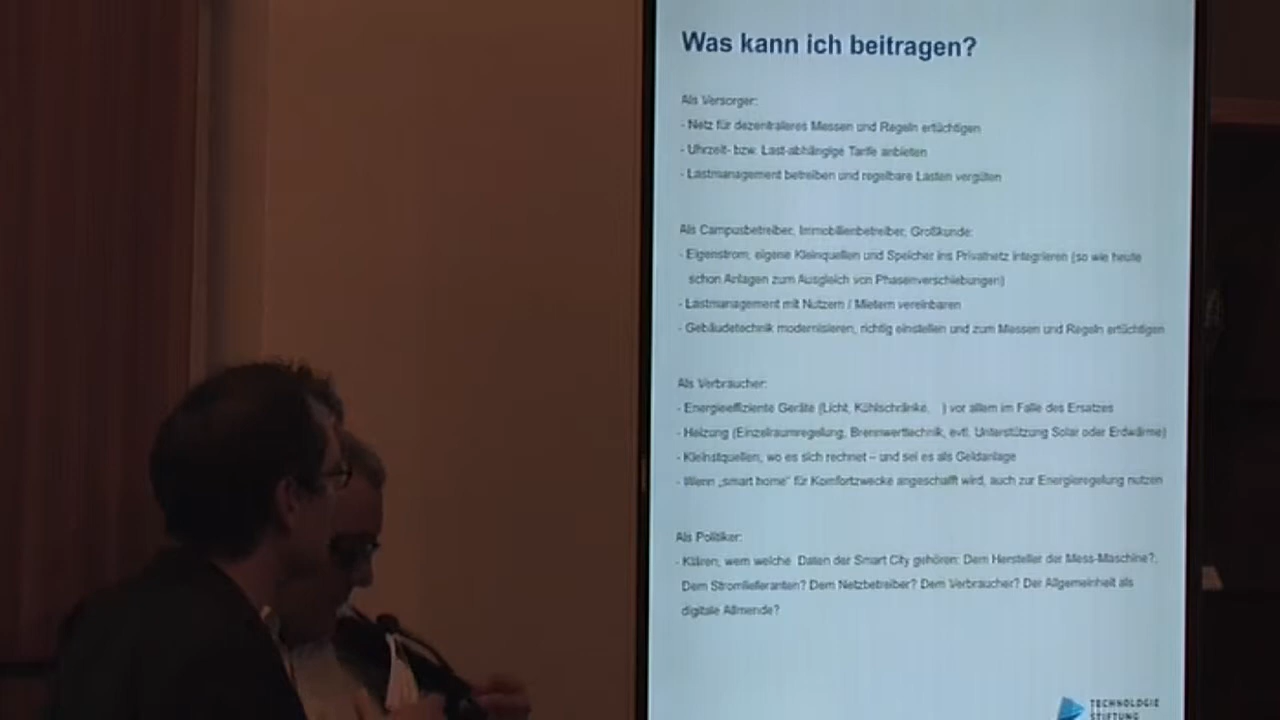 Was kann ich beitragen?
Als Versorger:
- Netz für dezentraleres Messen und Regeln ertüchtigen
- Uhrzeit- bzw. Last-abhängige Tarife anbieten
- Lastmanagement betreiben und regelbare Lasten vergüten
Als Campusbetreiber, Immobilienbetreiber, Großkunde:
- Eigenstrom, eigene Kleinquellen und Speicher ins Privatnetz integrieren (so wie heute
schon Anlagen zum Ausgleich von Phasenverschiebungen)
- Lastmanagement mit Nutzern / Mietern vereinbaren
- Gebäudetechnik modernisieren, richtig einstellen und zum Messen und Regeln ertüchtigen
Als Verbraucher:
- Energieeffiziente Geräte (Licht, Kühlschränke, ) vor allem im Falle des Ersatzes
- Heizung (Einzelraumregelung, Brennwerttechnik, evtl. Unterstützung Solar oder Erdwärme)
- Kleinstquellen, wo es sich rechnet – und sei es als Geldanlage
- Wenn „smart home“ für Komfortzwecke angeschafft wird, auch zur Energieregelung nutzen
Als Politiker:
- Klären, wem welche Daten der Smart City gehören: Dem Hersteller der Mess-Maschine?,
Dem Stromlieferanten? Dem Netzbetreiber? Dem Verbraucher? Der Allgemeinheit als
digitale Allmende?
TECHNOLOGIE
STIFTUNG